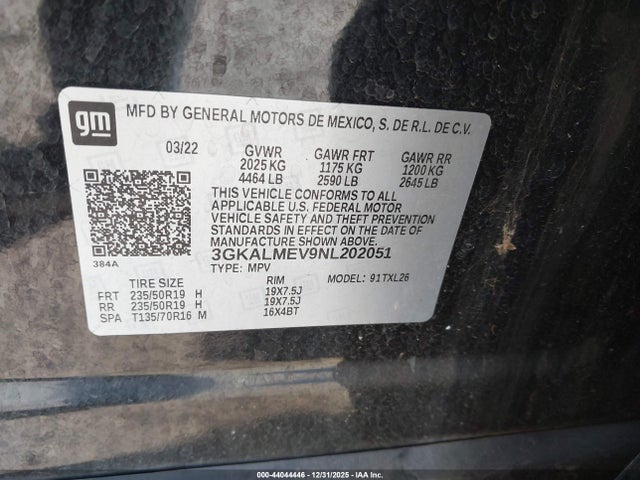 gm
MFD BY GENERAL MOTORS DE MEXICO, S. DE R.L. DE C.V.
03/22 GVWR GAWR FRT GAWR RR
2025 KG 1175 KG 1200 KG
4464 LB 2590 LB 2645 LB
THIS VEHICLE CONFORMS TO ALL
APPLICABLE U.S. FEDERAL MOTOR
VEHICLE SAFETY AND THEFT PREVENTION
STANDARDS IN EFFECT ON THE DATE OF
MANUFACTURE SHOWN ABOVE.
384A
3GKALMEV9NL202051
TYPE: MPV MODEL: 91TXL26
TIRE SIZE RIM
FRT 235/50R19 H 19X7.5J
RR 235/50R19 H 19X7.5J
SPA T135/70R16 M 16X4BT
000-44044446 - 12/31/2025 - IAA Inc.